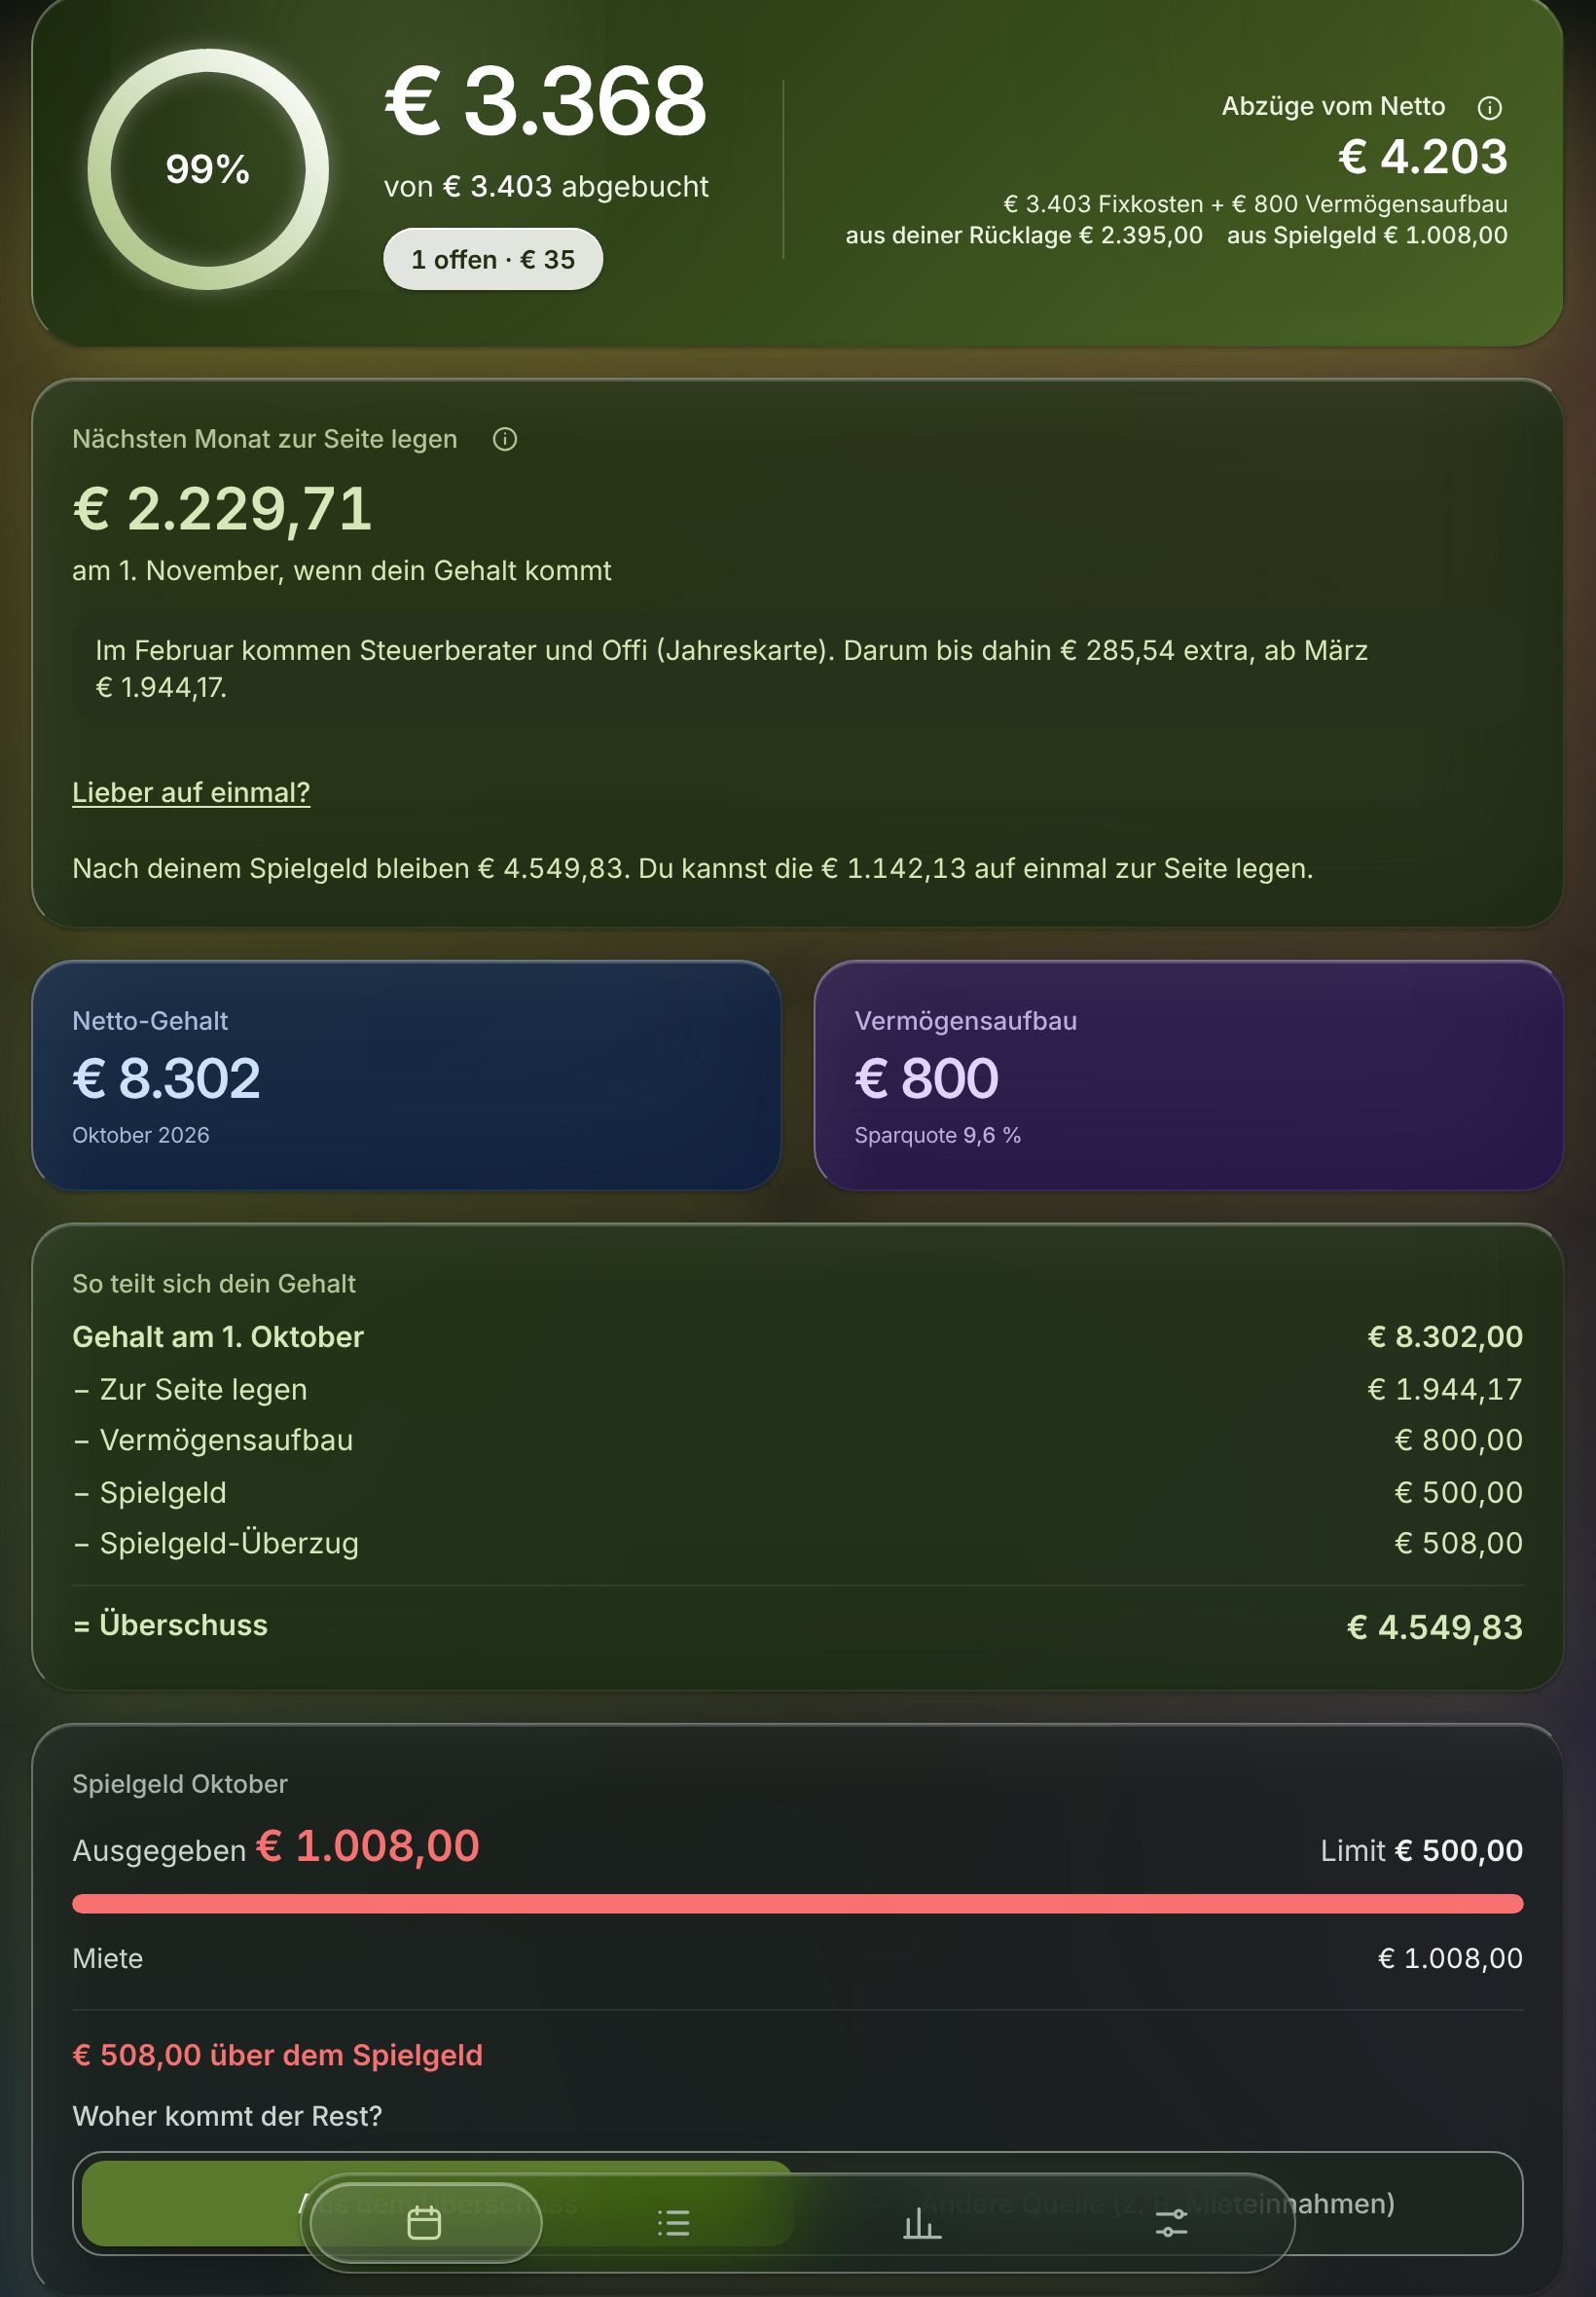 99%
€ 3.368
von € 3.403 abgebucht
1 offen · € 35
Abzüge vom Netto
€ 4.203
€ 3.403 Fixkosten + € 800 Vermögensaufbau
aus deiner Rücklage € 2.395,00 aus Spielgeld € 1.008,00
Nächsten Monat zur Seite legen
€ 2.229,71
am 1. November, wenn dein Gehalt kommt
Im Februar kommen Steuerberater und Offi (Jahreskarte). Darum bis dahin € 285,54 extra, ab März
€ 1.944,17.
Lieber auf einmal?
Nach deinem Spielgeld bleiben € 4.549,83. Du kannst die € 1.142,13 auf einmal zur Seite legen.
Netto-Gehalt
€ 8.302
Oktober 2026
Vermögensaufbau
€ 800
Sparquote 9,6 %
So teilt sich dein Gehalt
Gehalt am 1. Oktober € 8.302,00
− Zur Seite legen € 1.944,17
− Vermögensaufbau € 800,00
− Spielgeld € 500,00
− Spielgeld-Überzug € 508,00
= Überschuss € 4.549,83
Spielgeld Oktober
Ausgegeben € 1.008,00 Limit € 500,00
Miete € 1.008,00
€ 508,00 über dem Spielgeld
Woher kommt der Rest?
Aus dem Überschuss Andere Quelle (z. B. Mieteinnahmen)